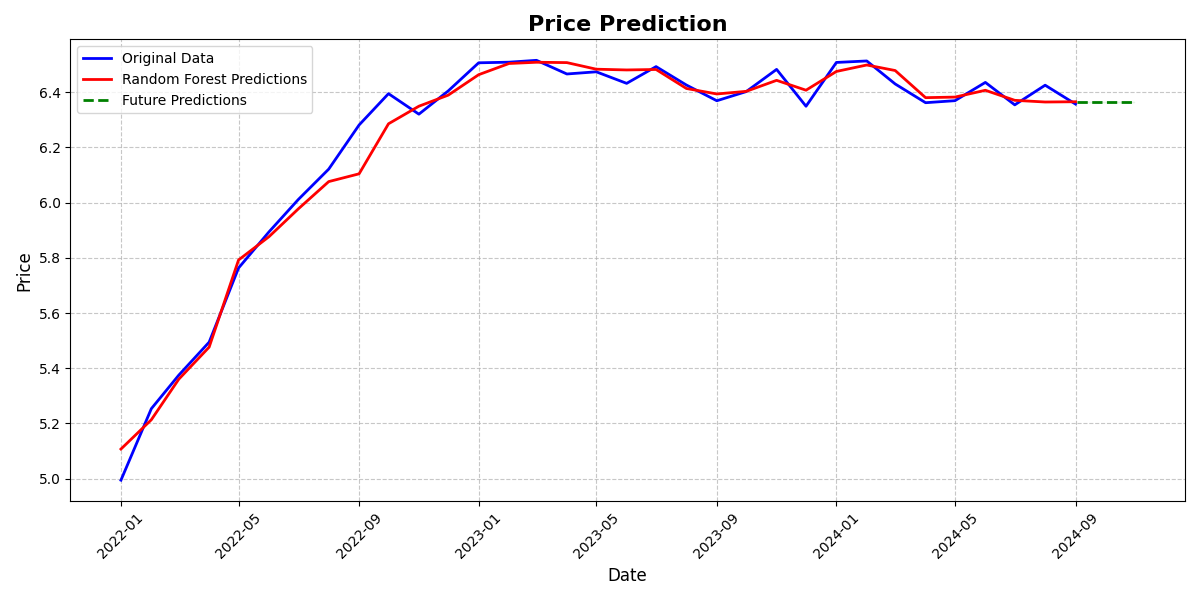 Price Prediction
Original Data
Random Forest Predictions
Future Predictions
Price
6.4
6.2
6.0
5.8
5.6
5.4
5.2
5.0
2022-01
2022-05
2022-09
2023-01
2023-05
2023-09
2024-01
2024-05
2024-09
Date